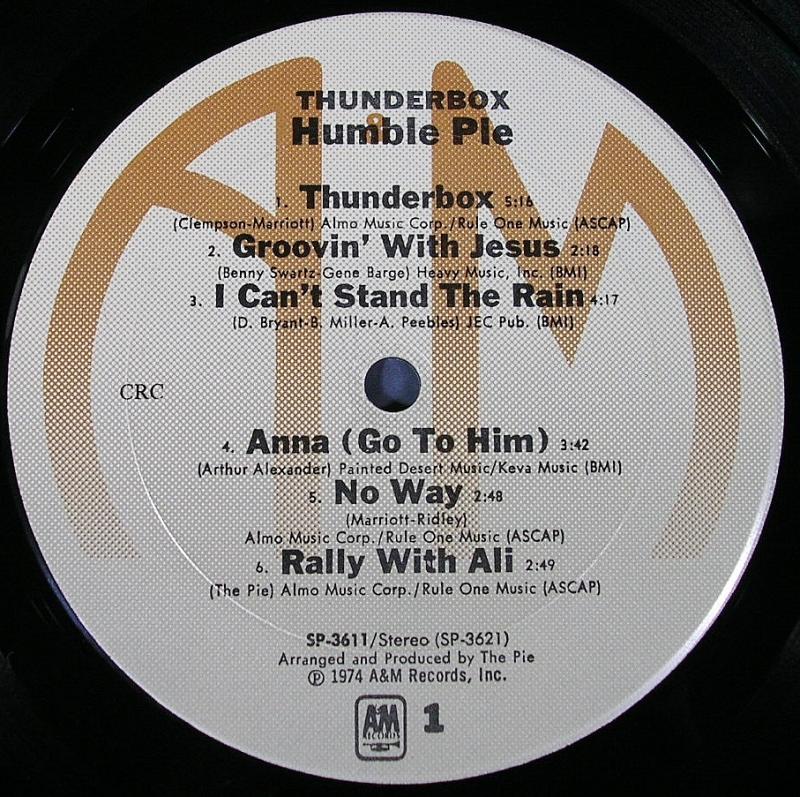 THUNDERBOX
Humble Pie
1. Thunderbox 5:16
(Clempson-Marriott) Almo Music Corp./Rule One Music (ASCAP)
2. Groovin' With Jesus 2:18
(Benny Swartz-Gene Barge) Heavy Music, Inc. (BMI)
3. I Can't Stand The Rain 4:17
(D. Bryant-B. Miller-A. Peebles) JEC Pub. (BMI)
CRC
4. Anna (Go To Him) 3:42
(Arthur Alexander) Painted Desert Music/Keva Music (BMI)
5. No Way 2:48
(Marriott-Ridley)
Almo Music Corp./Rule One Music (ASCAP)
6. Rally With Ali 2:49
(The Pie) Almo Music Corp./Rule One Music (ASCAP)
SP-3611/Stereo (SP-3621)
Arranged and Produced by The Pie
℗ 1974 A&M Records, Inc.
A&M
RECORDS
1